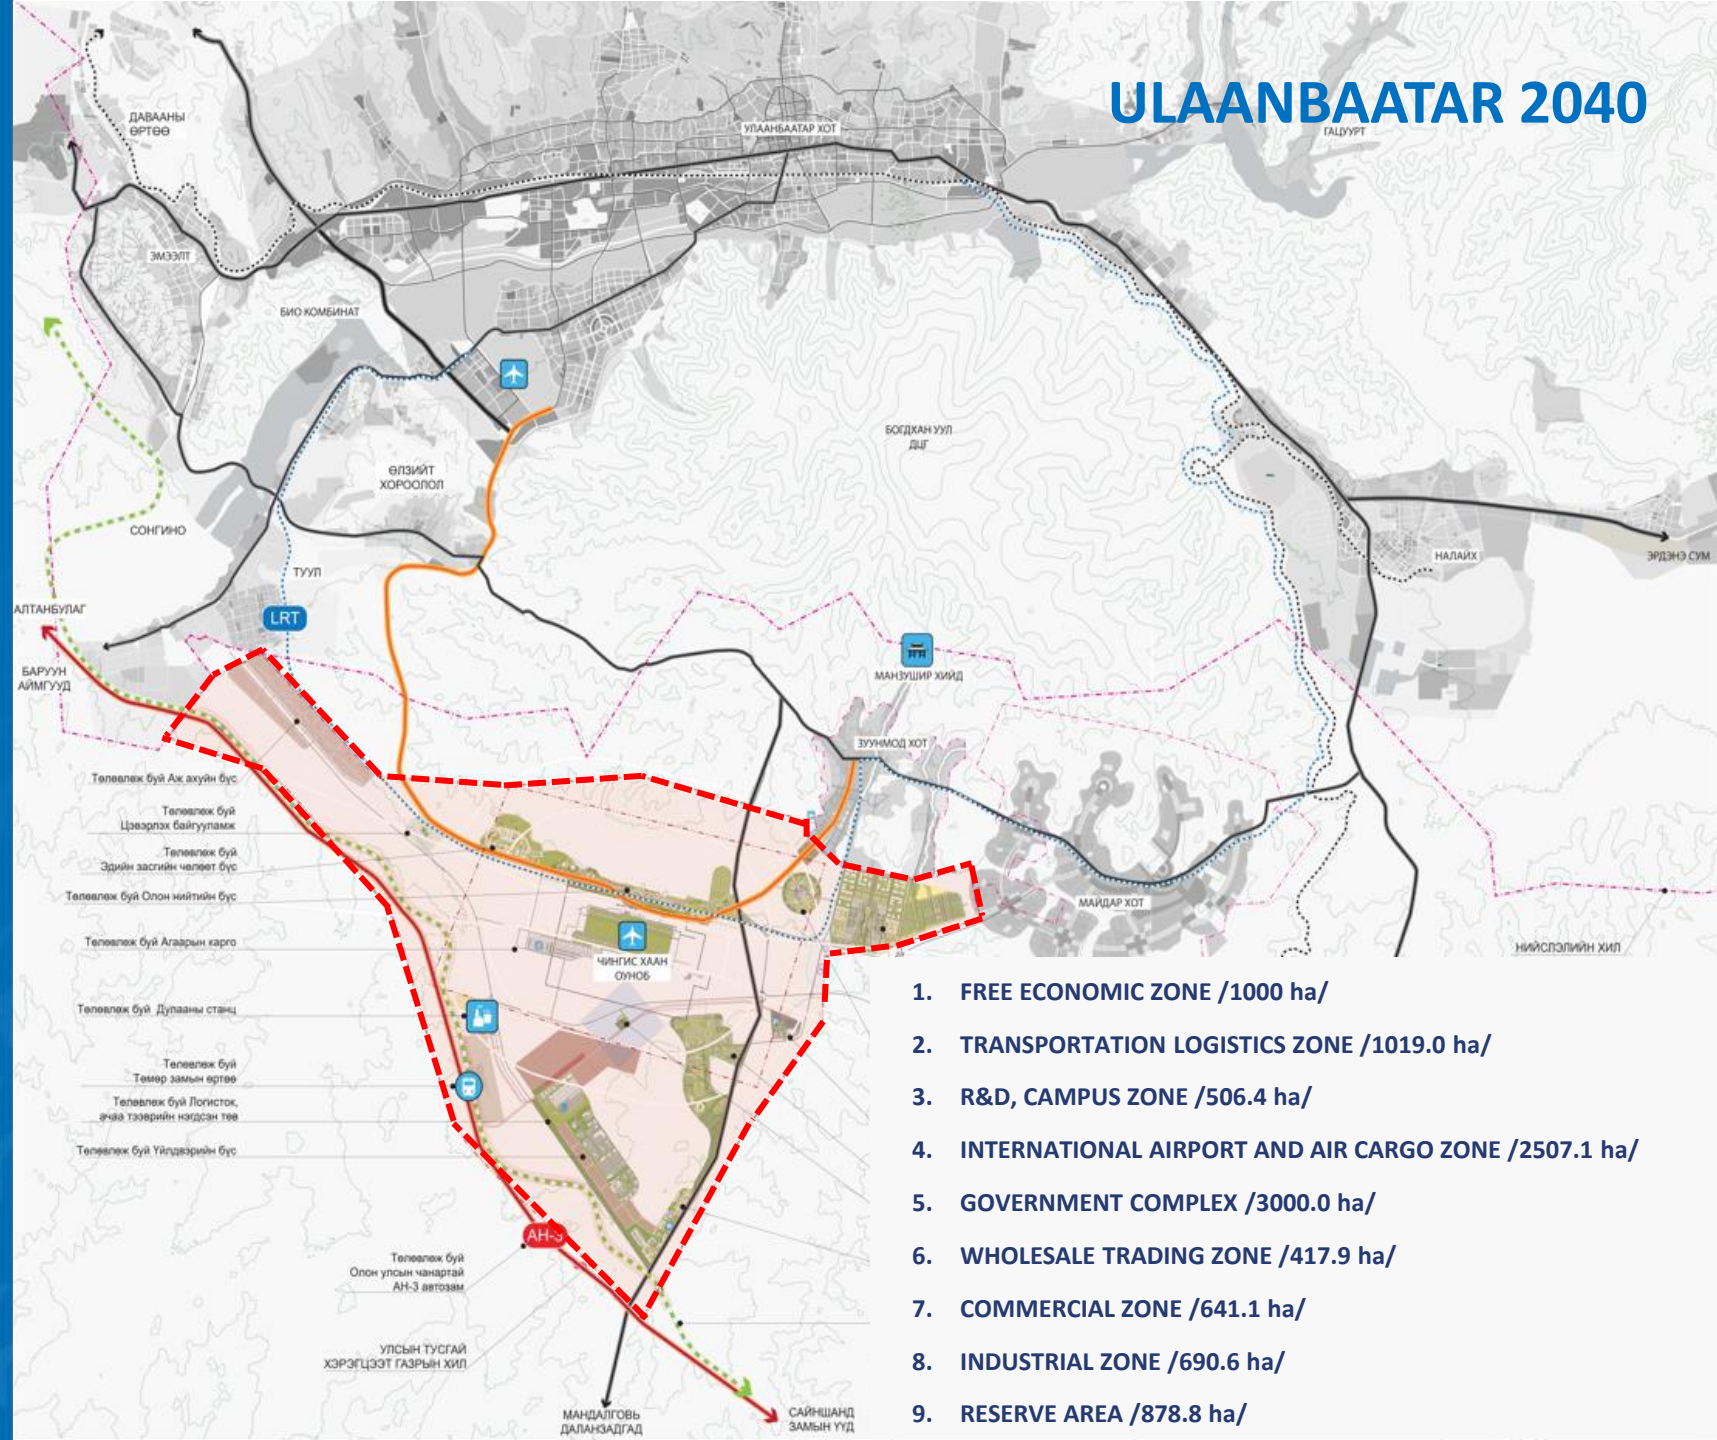 ULAANBAATAR 2040
ДАВААНЫ
ӨРТӨӨ
УЛААНБААТАР ХОТ
ГАЦУУРТ
ЭМЭЭЛТ
БИО КОМБИНАТ
БОГДХАН УУЛ
ДЦГ
ӨЛЗИЙТ
ХОРООЛОЛ
СОНГИНО
ТУУЛ
НАЛАЙХ
ЭРДЭНЭ СУМ
АЛТАНБУЛАГ
LRT
БАРУУН
АЙМГУУД
МАНЗУШИР ХИЙД
ЗУУНМОД ХОТ
Төлөвлөж буй Аж ахуйн бүс
Төлөвлөж буй
Цэвэрлэх байгууламж
Төлөвлөж буй
Эдийн засгийн чөлөөт бүс
Төлөвлөж буй Олон нийтийн бүс
МАЙДАР ХОТ
Төлөвлөж буй Агаарын карго
ЧИНГИС ХААН
ОУНОБ
НИЙСЛЭЛИЙН ХИЛ
Төлөвлөж буй Дулааны станц
Төлөвлөж буй
Төмөр замын өртөө
Төлөвлөж буй Логисток,
ачаа тээврийн нэгдсэн төв
Төлөвлөж буй Үйлдвэрийн бүс
AH-3
Төлөвлөж буй
Олон улсын чанартай
АН-3 автозам
УЛСЫН ТУСГАЙ
ХЭРЭГЦЭЭТ ГАЗРЫН ХИЛ
МАНДАЛГОВЬ
ДАЛАНЗАДГАД
САЙНШАНД
ЗАМЫН ҮҮД
1. FREE ECONOMIC ZONE /1000 ha/
2. TRANSPORTATION LOGISTICS ZONE /1019.0 ha/
3. R&D, CAMPUS ZONE /506.4 ha/
4. INTERNATIONAL AIRPORT AND AIR CARGO ZONE /2507.1 ha/
5. GOVERNMENT COMPLEX /3000.0 ha/
6. WHOLESALE TRADING ZONE /417.9 ha/
7. COMMERCIAL ZONE /641.1 ha/
8. INDUSTRIAL ZONE /690.6 ha/
9. RESERVE AREA /878.8 ha/